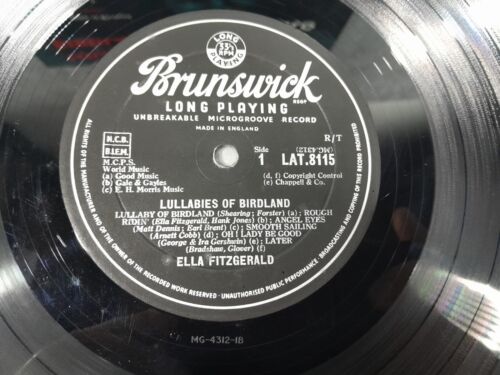 LONG
33⅓
RPM
PLAYING
Brunswick
REGD
LONG PLAYING
UNBREAKABLE MICROGROOVE RECORD
MADE IN ENGLAND
R/T
N.C.B.
B.I.E.M.
Side
1
(MG.4312)
LAT.8115
M.C.P.S.
World Music
(a) Good Music
(b) Gale & Gayles
(c) E. H. Morris Music
(d, f) Copyright Control
(e) Chappell & Co.
LULLABIES OF BIRDLAND
LULLABY OF BIRDLAND (Shearing; Forster) (a) ; ROUGH
RIDIN' (Ella Fitzgerald, Hank Jones) (b) ; ANGEL EYES
(Matt Dennis; Earl Brent) (c) ; SMOOTH SAILING
(Arnett Cobb) (d) ; OH! LADY BE GOOD
(George & Ira Gershwin) (e) ; LATER
(Bradshaw, Glover) (f)
ELLA FITZGERALD
ALL RIGHTS OF THE MANUFACTURER AND OF THE OWNER OF THE RECORDED WORK RESERVED · UNAUTHORISED PUBLIC PERFORMANCE, BROADCASTING AND COPYING OF THIS RECORD PROHIBITED
MG-4312-1B